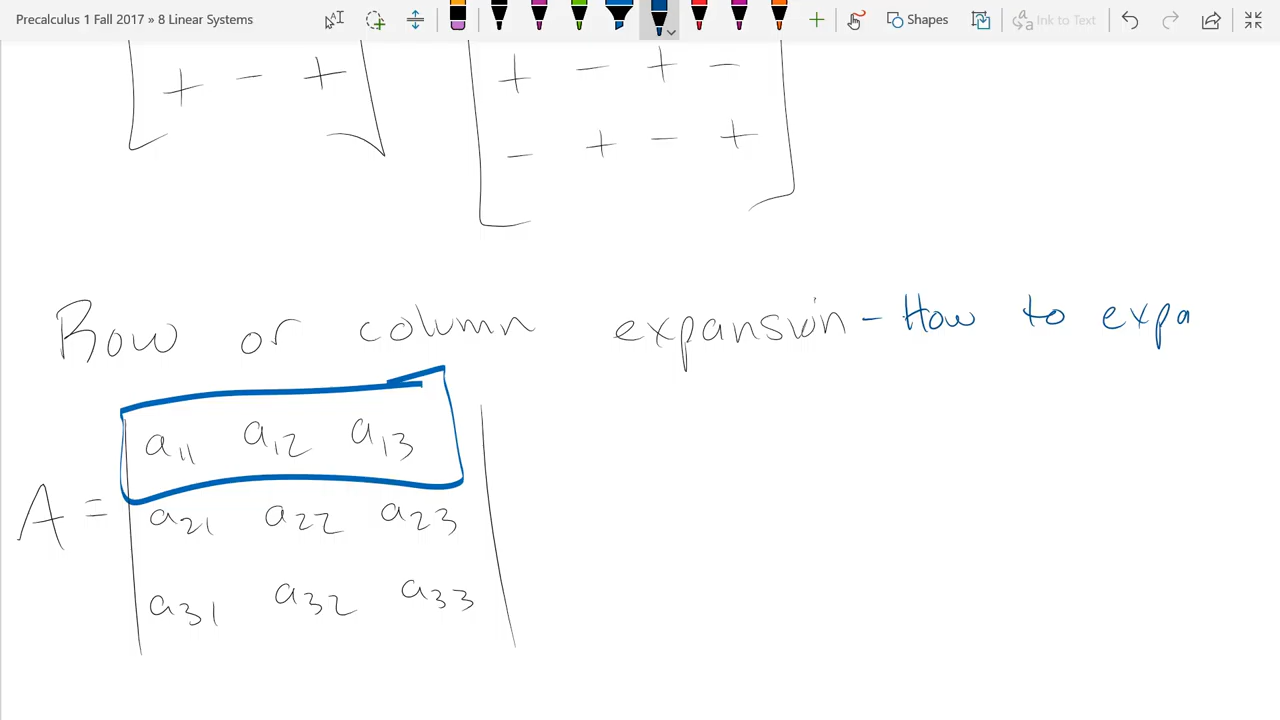 Precalculus 1 Fall 2017 » 8 Linear Systems Shapes Ink to Text
+ - + + - + -
- + - +
Row or column expansion - How to expa
a11 a12 a13
A = a21 a22 a23
a31 a32 a33